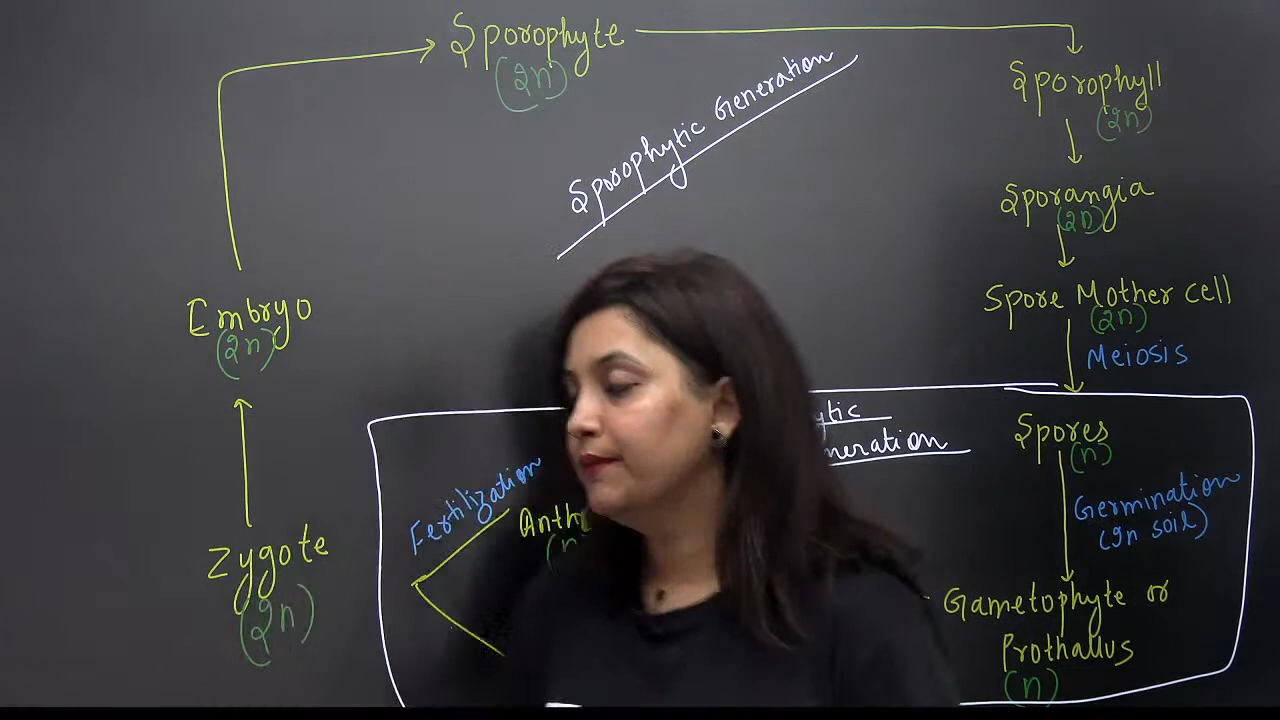 Sporophyte
(2n)
Sporophyll
(2n)
Sporophytic Generation
Sporangia
(2n)
Embryo
(2n)
Spore Mother cell
(2n)
Meiosis
Spores
(n)
Fertilization
Germination
(In soil)
Zygote
(2n)
Gametophyte or
Prothallus
(n)